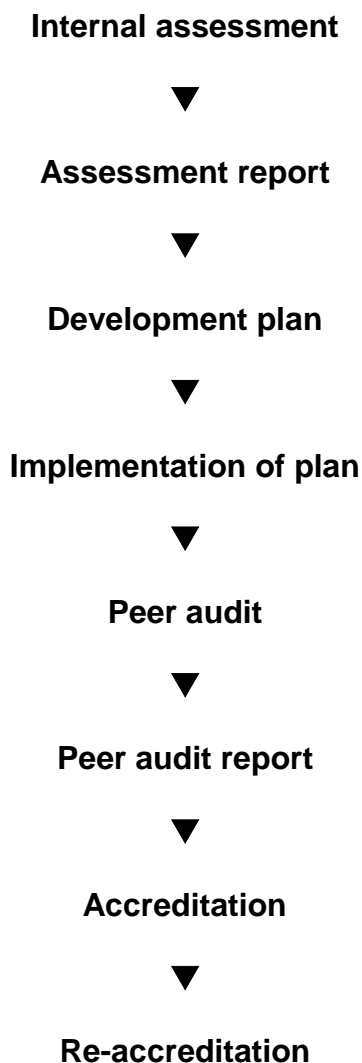 Internal assessment
Assessment report
Development plan
Implementation of plan
Peer audit
Peer audit report
Accreditation
Re-accreditation